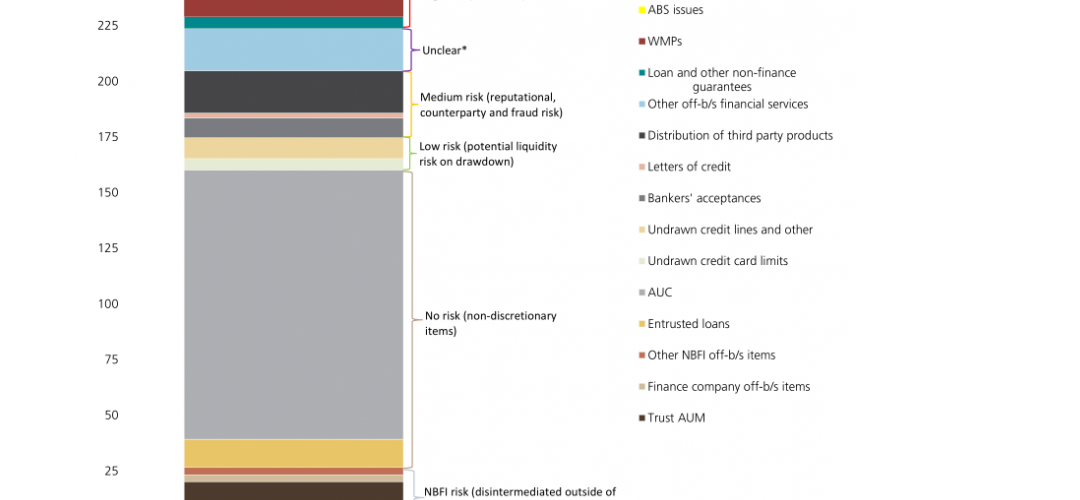 225
200
175
150
125
100
75
50
25
Unclear*
Medium risk (reputational,
counterparty and fraud risk)
Low risk (potential liquidity
risk on drawdown)
No risk (non-discretionary
items)
NBFI risk (disintermediated outside of
ABS issues
WMPs
Loan and other non-finance
guarantees
Other off-b/s financial services
Distribution of third party products
Letters of credit
Bankers' acceptances
Undrawn credit lines and other
Undrawn credit card limits
AUC
Entrusted loans
Other NBFI off-b/s items
Finance company off-b/s items
Trust AUM